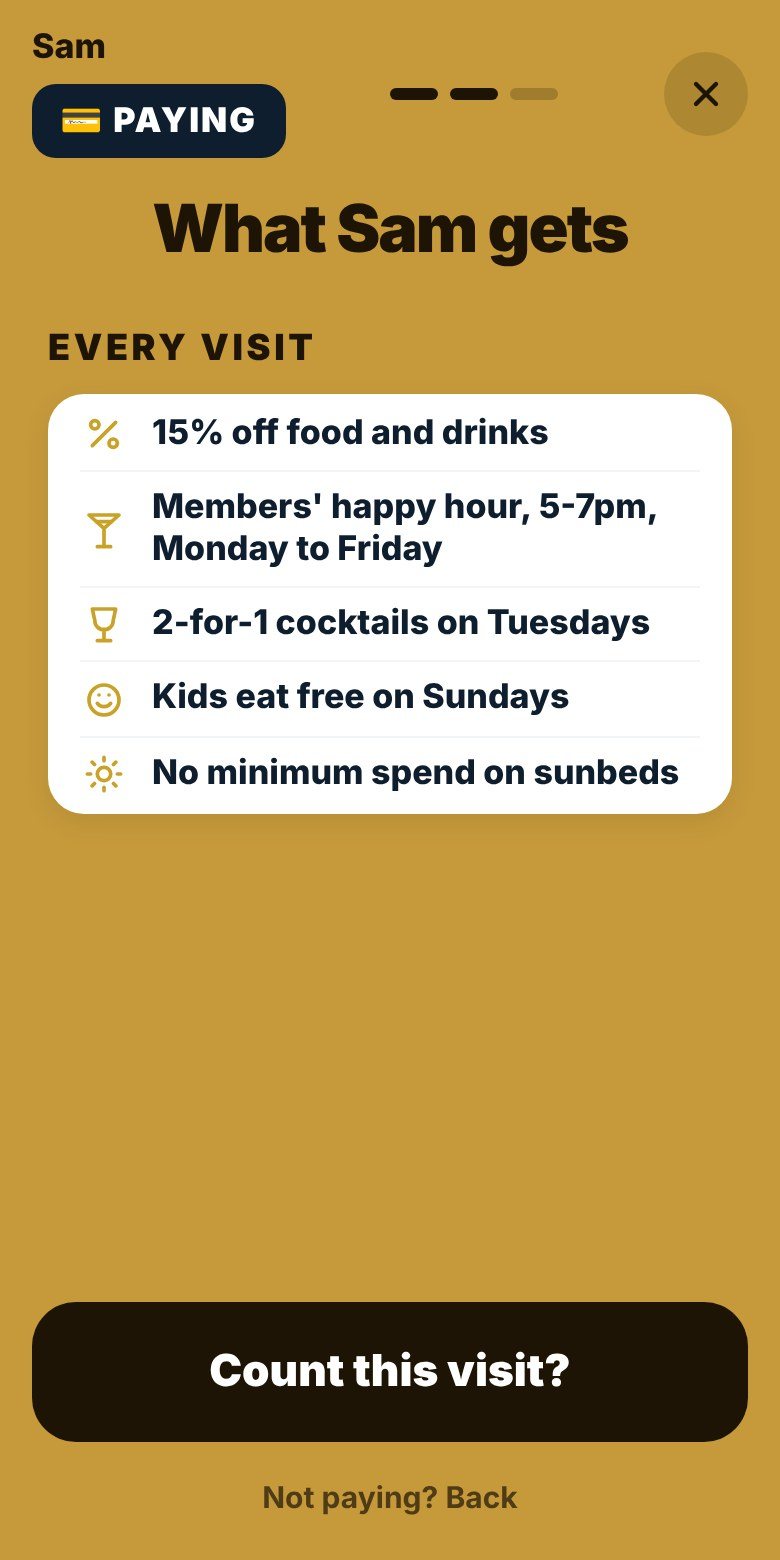 Sam
PAYING
What Sam gets
EVERY VISIT
15% off food and drinks
Members' happy hour, 5-7pm,
Monday to Friday
2-for-1 cocktails on Tuesdays
Kids eat free on Sundays
No minimum spend on sunbeds
Count this visit?
Not paying? Back